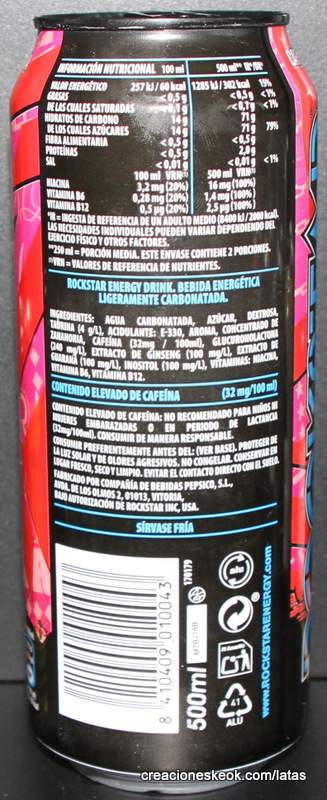 INFORMACIÓN NUTRICIONAL 100 ml 500 ml**
VALOR ENERGÉTICO 257 kJ / 60 kcal 1285 kJ / 302 kcal 15%
GRASAS < 0,5 g < 0,5 g < 1%
DE LAS CUALES SATURADAS < 0,1 g < 0,1 g < 1%
HIDRATOS DE CARBONO 14 g 71 g
DE LOS CUALES AZÚCARES 14 g 71 g 79%
FIBRA ALIMENTARIA < 0,5 g < 0,5 g
PROTEÍNAS < 0,5 g
SAL < 0,01 g < 1%
100 ml VRN 500 ml VRN
NIACINA 3,2 mg (20%) 16 mg (100%)
VITAMINA B6 0,28 mg (20%) 1,4 mg (100%)
VITAMINA B12 0,5 µg (20%) 2,5 µg (100%)
*IR = INGESTA DE REFERENCIA DE UN ADULTO MEDIO (8400 kJ / 2000 kcal).
LAS NECESIDADES INDIVIDUALES PUEDEN VARIAR DEPENDIENDO DEL
EJERCICIO FÍSICO Y OTROS FACTORES.
**250 ml = PORCIÓN MEDIA. ESTE ENVASE CONTIENE 2 PORCIONES.
VRN = VALORES DE REFERENCIA DE NUTRIENTES.
ROCKSTAR ENERGY DRINK. BEBIDA ENERGÉTICA
LIGERAMENTE CARBONATADA.
INGREDIENTES: AGUA CARBONATADA, AZÚCAR, DEXTROSA,
TAURINA (4 g/L), ACIDULANTE: E-330, AROMA, CONCENTRADO DE
ZANAHORIA, CAFEÍNA (32mg / 100ml), GLUCURONOLACTONA
(240 mg/L), EXTRACTO DE GINSENG (100 mg/L), EXTRACTO DE
GUARANÁ (100 mg/L), INOSITOL (100 mg/L), VITAMINAS: NIACINA,
VITAMINA B6, VITAMINA B12.
CONTENIDO ELEVADO DE CAFEÍNA (32 mg/100 ml)
CONTENIDO ELEVADO DE CAFEÍNA: NO RECOMENDADO PARA NIÑOS NI
MUJERES EMBARAZADAS O EN PERIODO DE LACTANCIA
(32mg/100ml). CONSUMIR DE MANERA RESPONSABLE.
CONSUMIR PREFERENTEMENTE ANTES DEL: (VER BASE). PROTEGER DE
LA LUZ SOLAR Y DE OLORES AGRESIVOS. NO CONGELAR. CONSERVAR EN
LUGAR FRESCO, SECO Y LIMPIO. EVITAR EL CONTACTO DIRECTO CON EL SUELO.
FABRICADO POR COMPAÑÍA DE BEBIDAS PEPSICO, S.L.,
DEL OLMOS 2, 01013, VITORIA,
BAJO AUTORIZACIÓN DE ROCKSTAR INC, USA.
SÍRVASE FRÍA
8 410409 010043
500ml
170179
41
ALU
www.ROCKSTARENERGY.com
creacioneskeok.com/latas